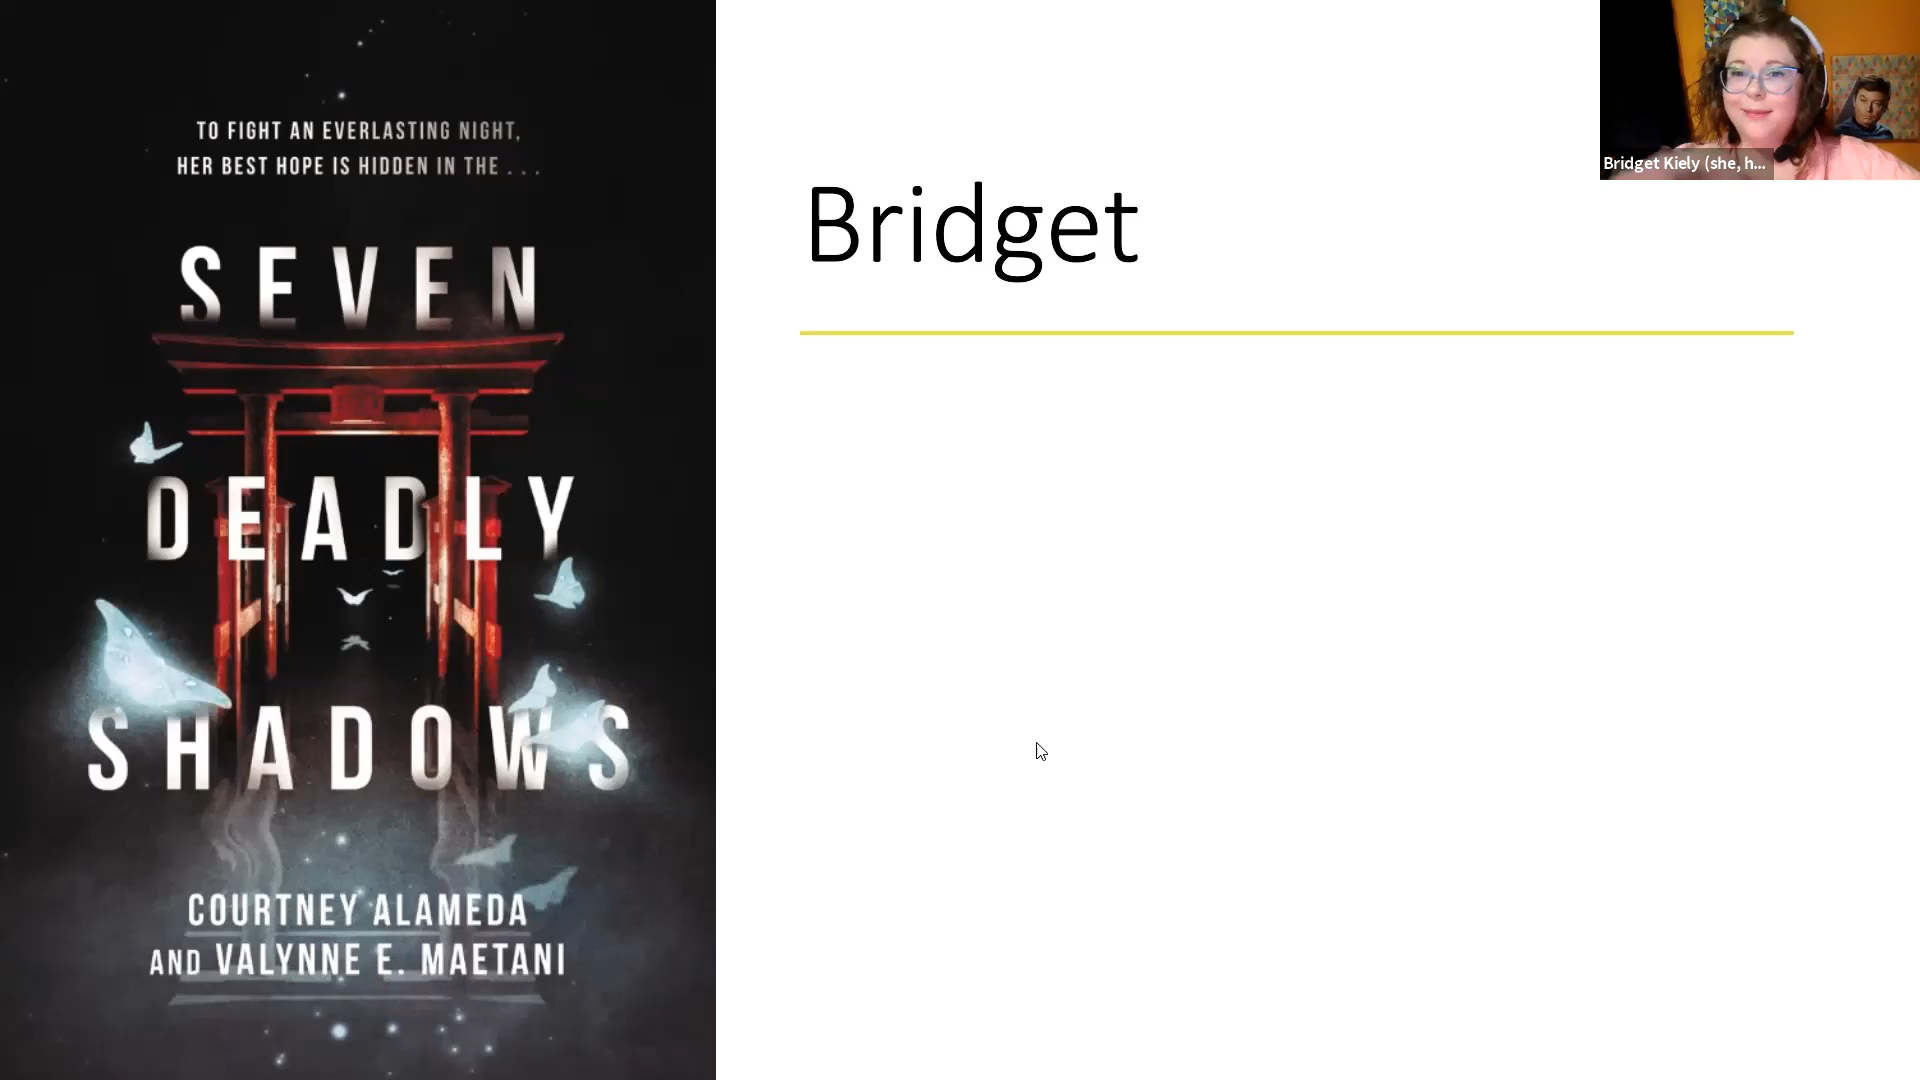 TO FIGHT AN EVERLASTING NIGHT,
HER BEST HOPE IS HIDDEN IN THE . . .
SEVEN
DEADLY
SHADOWS
COURTNEY ALAMEDA
AND VALYNNE E. MAETANI
Bridget
Bridget Kiely (she, h...